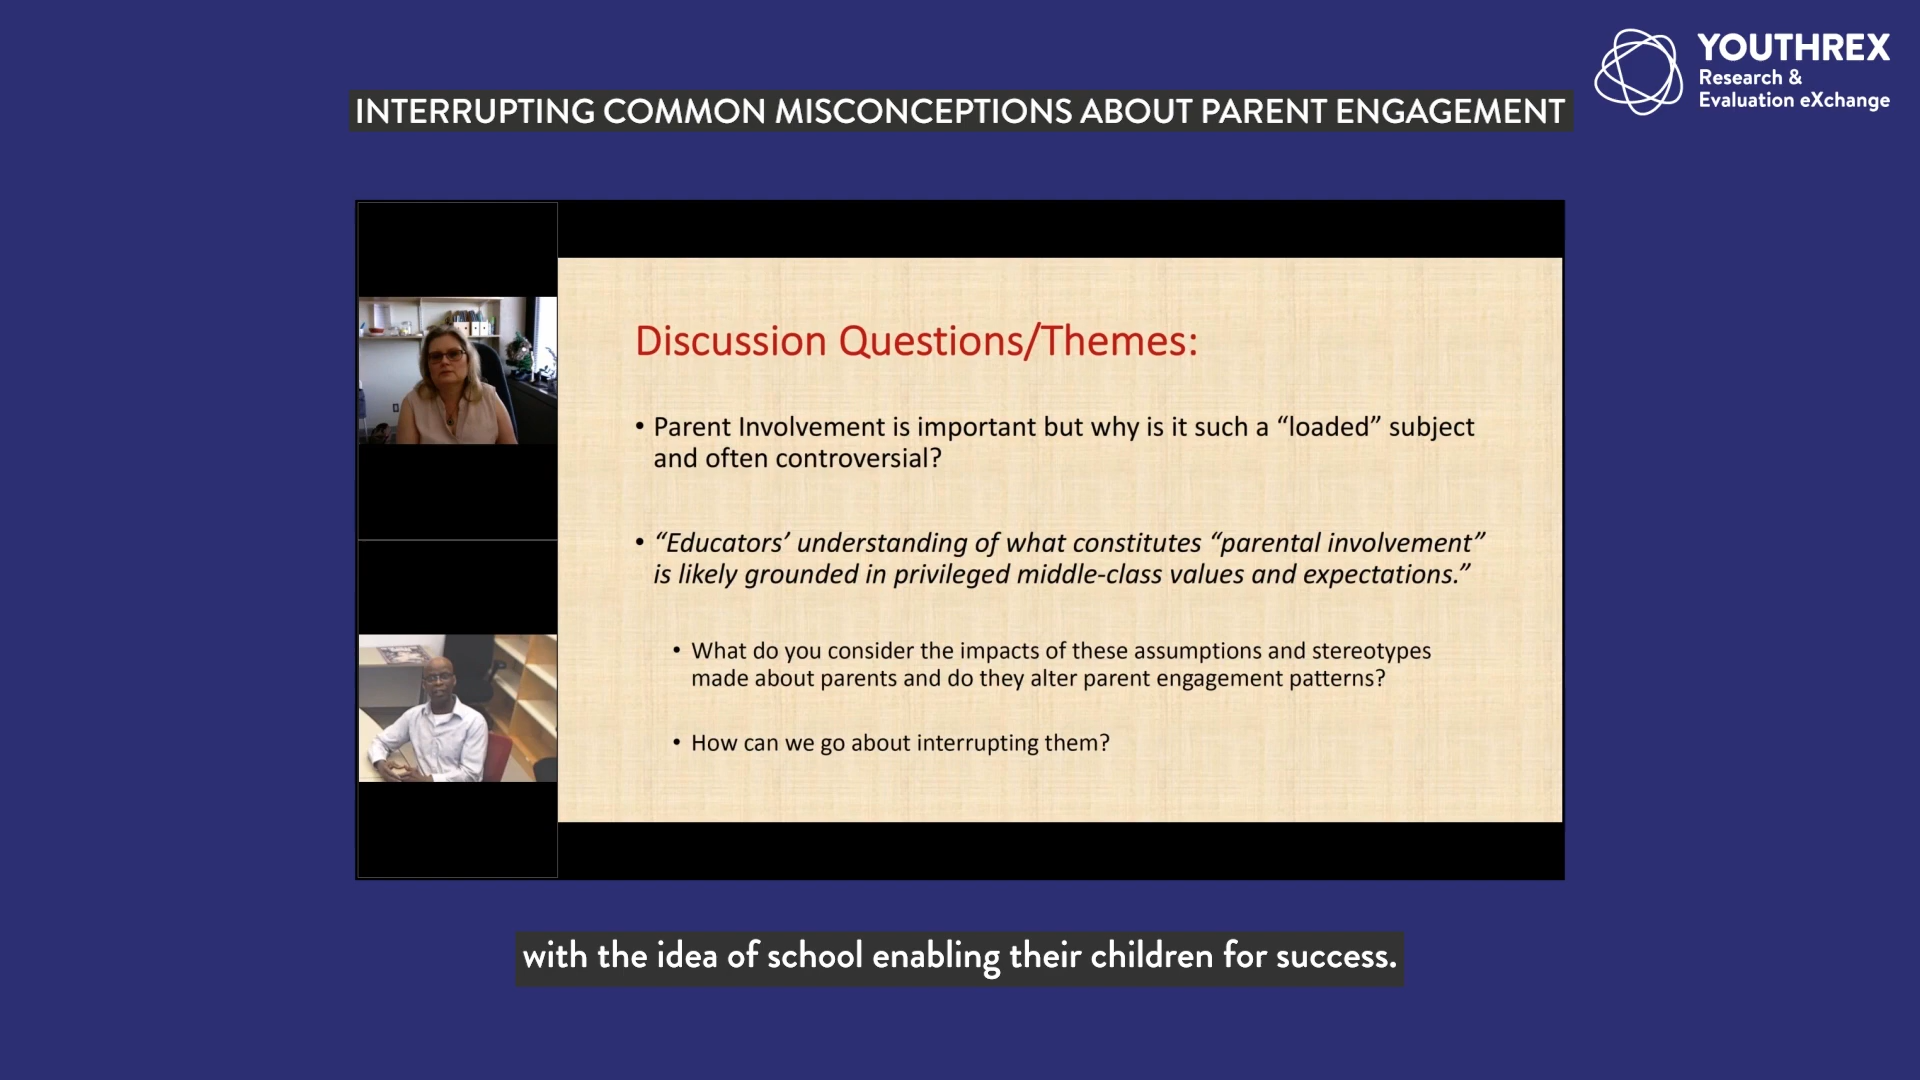 YOUTHREX
Research &
Evaluation eXchange
INTERRUPTING COMMON MISCONCEPTIONS ABOUT PARENT ENGAGEMENT
Discussion Questions/Themes:
• Parent Involvement is important but why is it such a “loaded” subject
and often controversial?
• “Educators’ understanding of what constitutes “parental involvement”
is likely grounded in privileged middle-class values and expectations.”
• What do you consider the impacts of these assumptions and stereotypes
made about parents and do they alter parent engagement patterns?
• How can we go about interrupting them?
with the idea of school enabling their children for success.